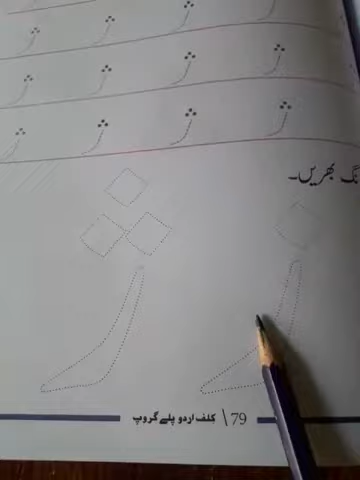 ژ ژ ژ
ژ ژ ژ ژ
ژ ژ ژ ژ
نگ بھریں۔
ز ژ
79 | کلف اردو پلے گروپ